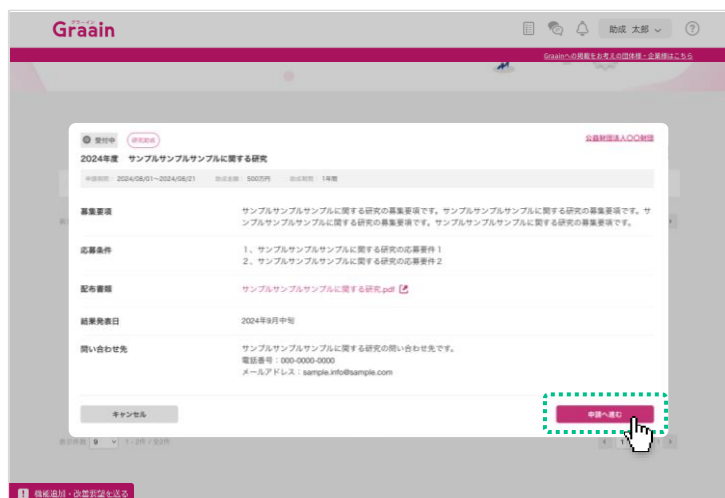 グラーイン
Graain
助成 太郎
Graainへの掲載をお考えの団体様・企業様はこちら
受付中 研究助成 公益財団法人〇〇財団
2024年度 サンプルサンプルサンプルに関する研究
申請期間: 2024/08/01~2024/08/21 助成金額: 500万円 助成期間: 1年間
募集要項 サンプルサンプルサンプルに関する研究の募集要項です。サンプルサンプルサンプルに関する研究の募集要項です。サ
ンプルサンプルサンプルに関する研究の募集要項です。サンプルサンプルサンプルに関する研究の募集要項です。
応募条件 1、サンプルサンプルサンプルに関する研究の応募要件1
2、サンプルサンプルサンプルに関する研究の応募要件2
配布書類 サンプルサンプルサンプルに関する研究.pdf
結果発表日 2024年9月中旬
問い合わせ先 サンプルサンプルサンプルに関する研究の問い合わせ先です。
電話番号:000-0000-0000
メールアドレス:sample.info@sample.com
キャンセル 申請へ進む
表示件数 9 1-2件 / 全2件 1
機能追加・改善要望を送る